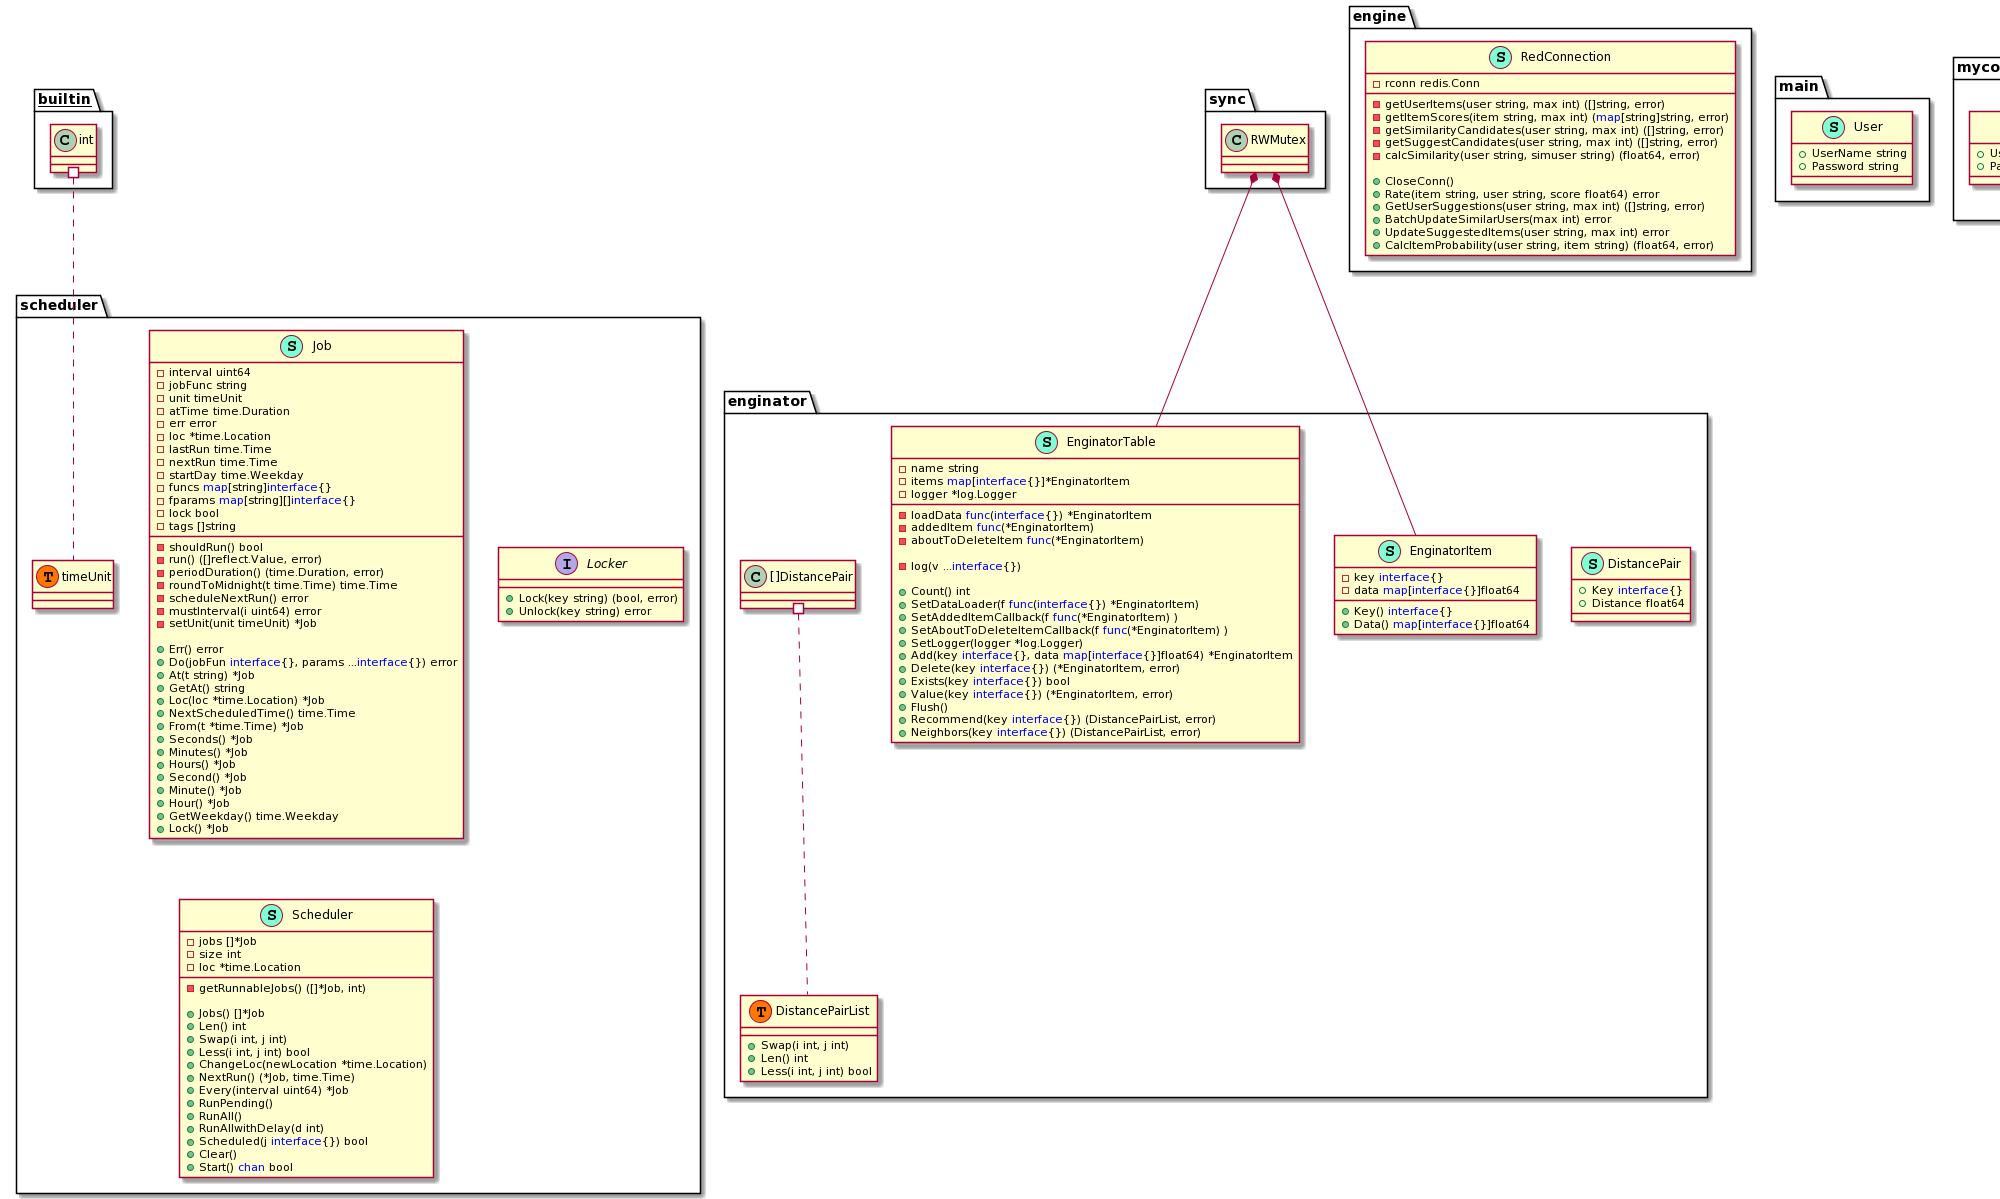 builtin
C int
scheduler
S Job
interval uint64
jobFunc string
unit timeUnit
atTime time.Duration
err error
loc *time.Location
lastRun time.Time
nextRun time.Time
startDay time.Weekday
funcs map[string]interface{}
fparams map[string][]interface{}
lock bool
tags []string
shouldRun() bool
run() ([]reflect.Value, error)
periodDuration() (time.Duration, error)
roundToMidnight(t time.Time) time.Time
scheduleNextRun() error
mustInterval(i uint64) error
setUnit(unit timeUnit) *Job
Err() error
Do(jobFun interface{}, params ...interface{}) error
At(t string) *Job
GetAt() string
Loc(loc *time.Location) *Job
NextScheduledTime() time.Time
From(t *time.Time) *Job
Seconds() *Job
Minutes() *Job
Hours() *Job
Second() *Job
Minute() *Job
Hour() *Job
GetWeekday() time.Weekday
Lock() *Job
T timeUnit
I Locker
Lock(key string) (bool, error)
Unlock(key string) error
S Scheduler
jobs []*Job
size int
loc *time.Location
getRunnableJobs() ([]*Job, int)
Jobs() []*Job
Len() int
Swap(i int, j int)
Less(i int, j int) bool
ChangeLoc(newLocation *time.Location)
NextRun() (*Job, time.Time)
Every(interval uint64) *Job
RunPending()
RunAll()
RunAllwithDelay(d int)
Scheduled(j interface{}) bool
Clear()
Start() chan bool
sync
C RWMutex
engine
S RedConnection
rconn redis.Conn
getUserItems(user string, max int) ([]string, error)
getItemScores(item string, max int) (map[string]string, error)
getSimilarityCandidates(user string, max int) ([]string, error)
getSuggestCandidates(user string, max int) ([]string, error)
calcSimilarity(user string, simuser string) (float64, error)
CloseConn()
Rate(item string, user string, score float64) error
GetUserSuggestions(user string, max int) ([]string, error)
BatchUpdateSimilarUsers(max int) error
UpdateSuggestedItems(user string, max int) error
CalcItemProbability(user string, item string) (float64, error)
main
S User
UserName string
Password string
myco
Us
Pa
enginator
C []DistancePair
S EnginatorTable
name string
items map[interface{}]*EnginatorItem
logger *log.Logger
loadData func(interface{}) *EnginatorItem
addedItem func(*EnginatorItem)
aboutToDeleteItem func(*EnginatorItem)
log(v ...interface{})
Count() int
SetDataLoader(f func(interface{}) *EnginatorItem)
SetAddedItemCallback(f func(*EnginatorItem) )
SetAboutToDeleteItemCallback(f func(*EnginatorItem) )
SetLogger(logger *log.Logger)
Add(key interface{}, data map[interface{}]float64) *EnginatorItem
Delete(key interface{}) (*EnginatorItem, error)
Exists(key interface{}) bool
Value(key interface{}) (*EnginatorItem, error)
Flush()
Recommend(key interface{}) (DistancePairList, error)
Neighbors(key interface{}) (DistancePairList, error)
S EnginatorItem
key interface{}
data map[interface{}]float64
Key() interface{}
Data() map[interface{}]float64
S DistancePair
Key interface{}
Distance float64
T DistancePairList
Swap(i int, j int)
Len() int
Less(i int, j int) bool